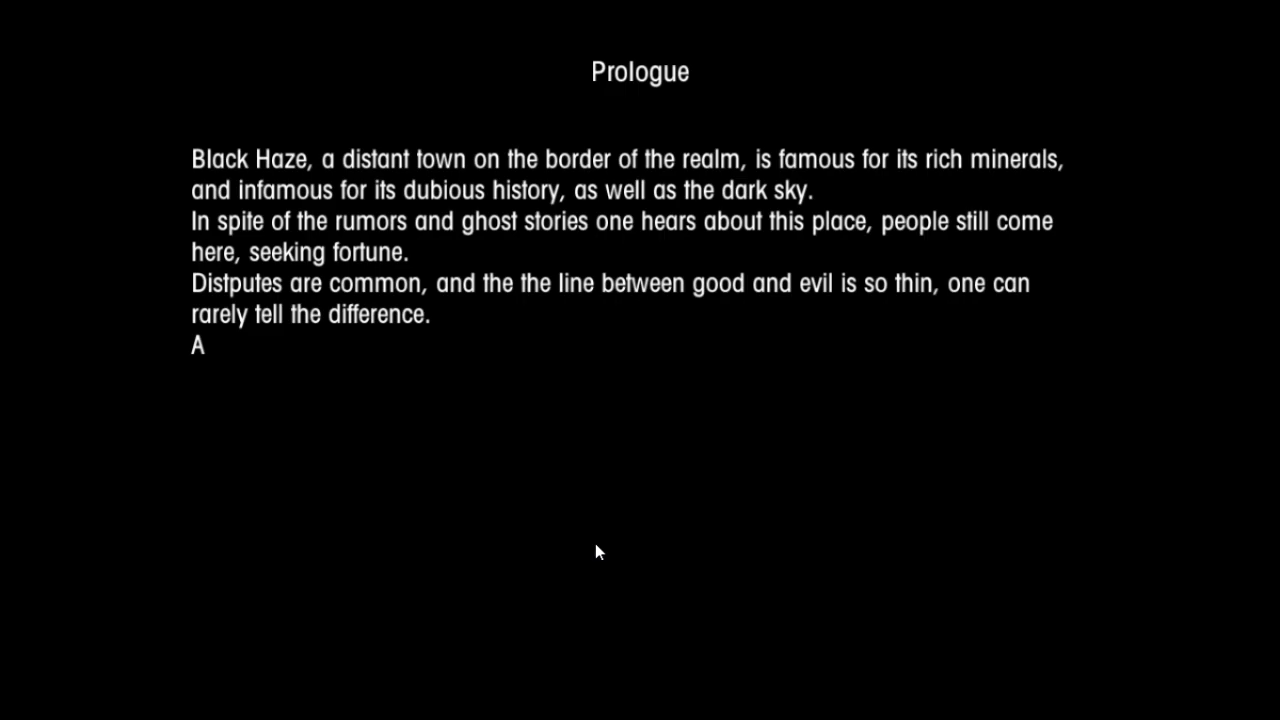 Prologue
Black Haze, a distant town on the border of the realm, is famous for its rich minerals,
and infamous for its dubious history, as well as the dark sky.
In spite of the rumors and ghost stories one hears about this place, people still come
here, seeking fortune.
Distputes are common, and the the line between good and evil is so thin, one can
rarely tell the difference.
A